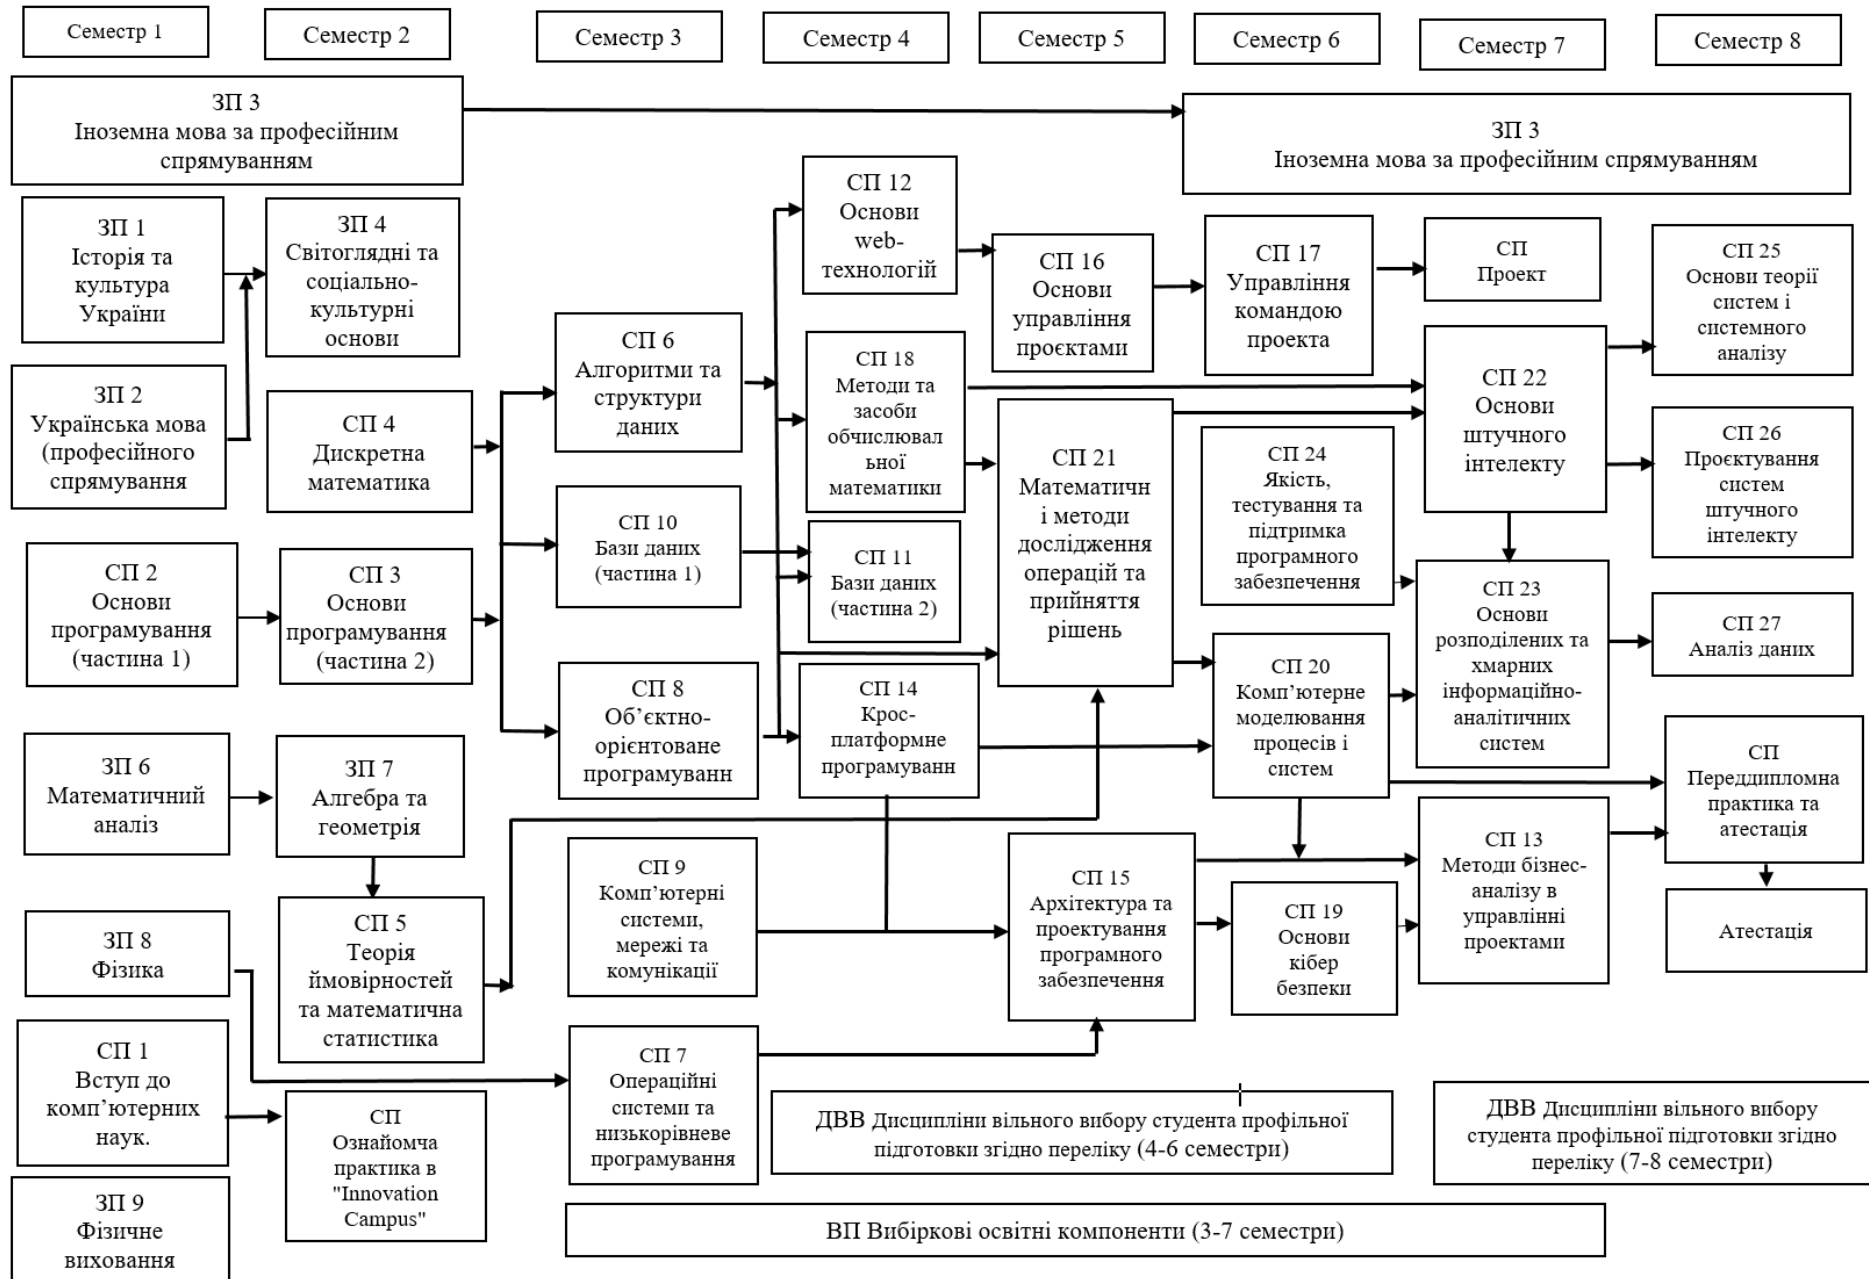 Семестр 1
Семестр 2
Семестр 3
Семестр 4
Семестр 5
Семестр 6
Семестр 7
Семестр 8
ЗП 3
Іноземна мова за професійним
спрямуванням
ЗП 3
Іноземна мова за професійним спрямуванням
ЗП 1
Історія та
культура
України
ЗП 2
Українська мова
(професійного
спрямування
СП 2
Основи
програмування
(частина 1)
ЗП 6
Математичний
аналіз
ЗП 8
Фізика
СП 1
Вступ до
комп’ютерних
наук.
ЗП 9
Фізичне
виховання
ЗП 4
Світоглядні та
соціально-
культурні
основи
СП 4
Дискретна
математика
СП 3
Основи
програмування
(частина 2)
ЗП 7
Алгебра та
геометрія
СП 5
Теорія
ймовірностей
та математична
статистика
СП
Ознайомча
практика в
"Innovation
Campus"
СП 6
Алгоритми та
структури
даних
СП 10
Бази даних
(частина 1)
СП 8
Об’єктно-
орієнтоване
програмуванн
СП 9
Комп’ютерні
системи,
мережі та
комунікації
СП 7
Операційні
системи та
низькорівневе
програмування
СП 12
Основи
web-
технологій
СП 18
Методи та
засоби
обчислювал
ьної
математики
СП 11
Бази даних
(частина 2)
СП 14
Крос-
платформне
програмуванн
СП 16
Основи
управління
проєктами
СП 21
Математичн
і методи
дослідження
операцій та
прийняття
рішень
СП 15
Архітектура та
проектування
програмного
забезпечення
СП 17
Управління
командою
проекта
СП 24
Якість,
тестування та
підтримка
програмного
забезпечення
СП 20
Комп’ютерне
моделювання
процесів і
систем
СП 19
Основи
кібер
безпеки
СП
Проект
СП 22
Основи
штучного
інтелекту
СП 23
Основи
розподілених та
хмарних
інформаційно-
аналітичних
систем
СП 13
Методи бізнес-
аналізу в
управлінні
проектами
СП 25
Основи теорії
систем і
системного
аналізу
СП 26
Проєктування
систем
штучного
інтелекту
СП 27
Аналіз даних
СП
Переддипломна
практика та
атестація
Атестація
ДВВ Дисципліни вільного вибору студента профільної
підготовки згідно переліку (4-6 семестри)
ДВВ Дисципліни вільного вибору
студента профільної підготовки згідно
переліку (7-8 семестри)
ВП Вибіркові освітні компоненти (3-7 семестри)